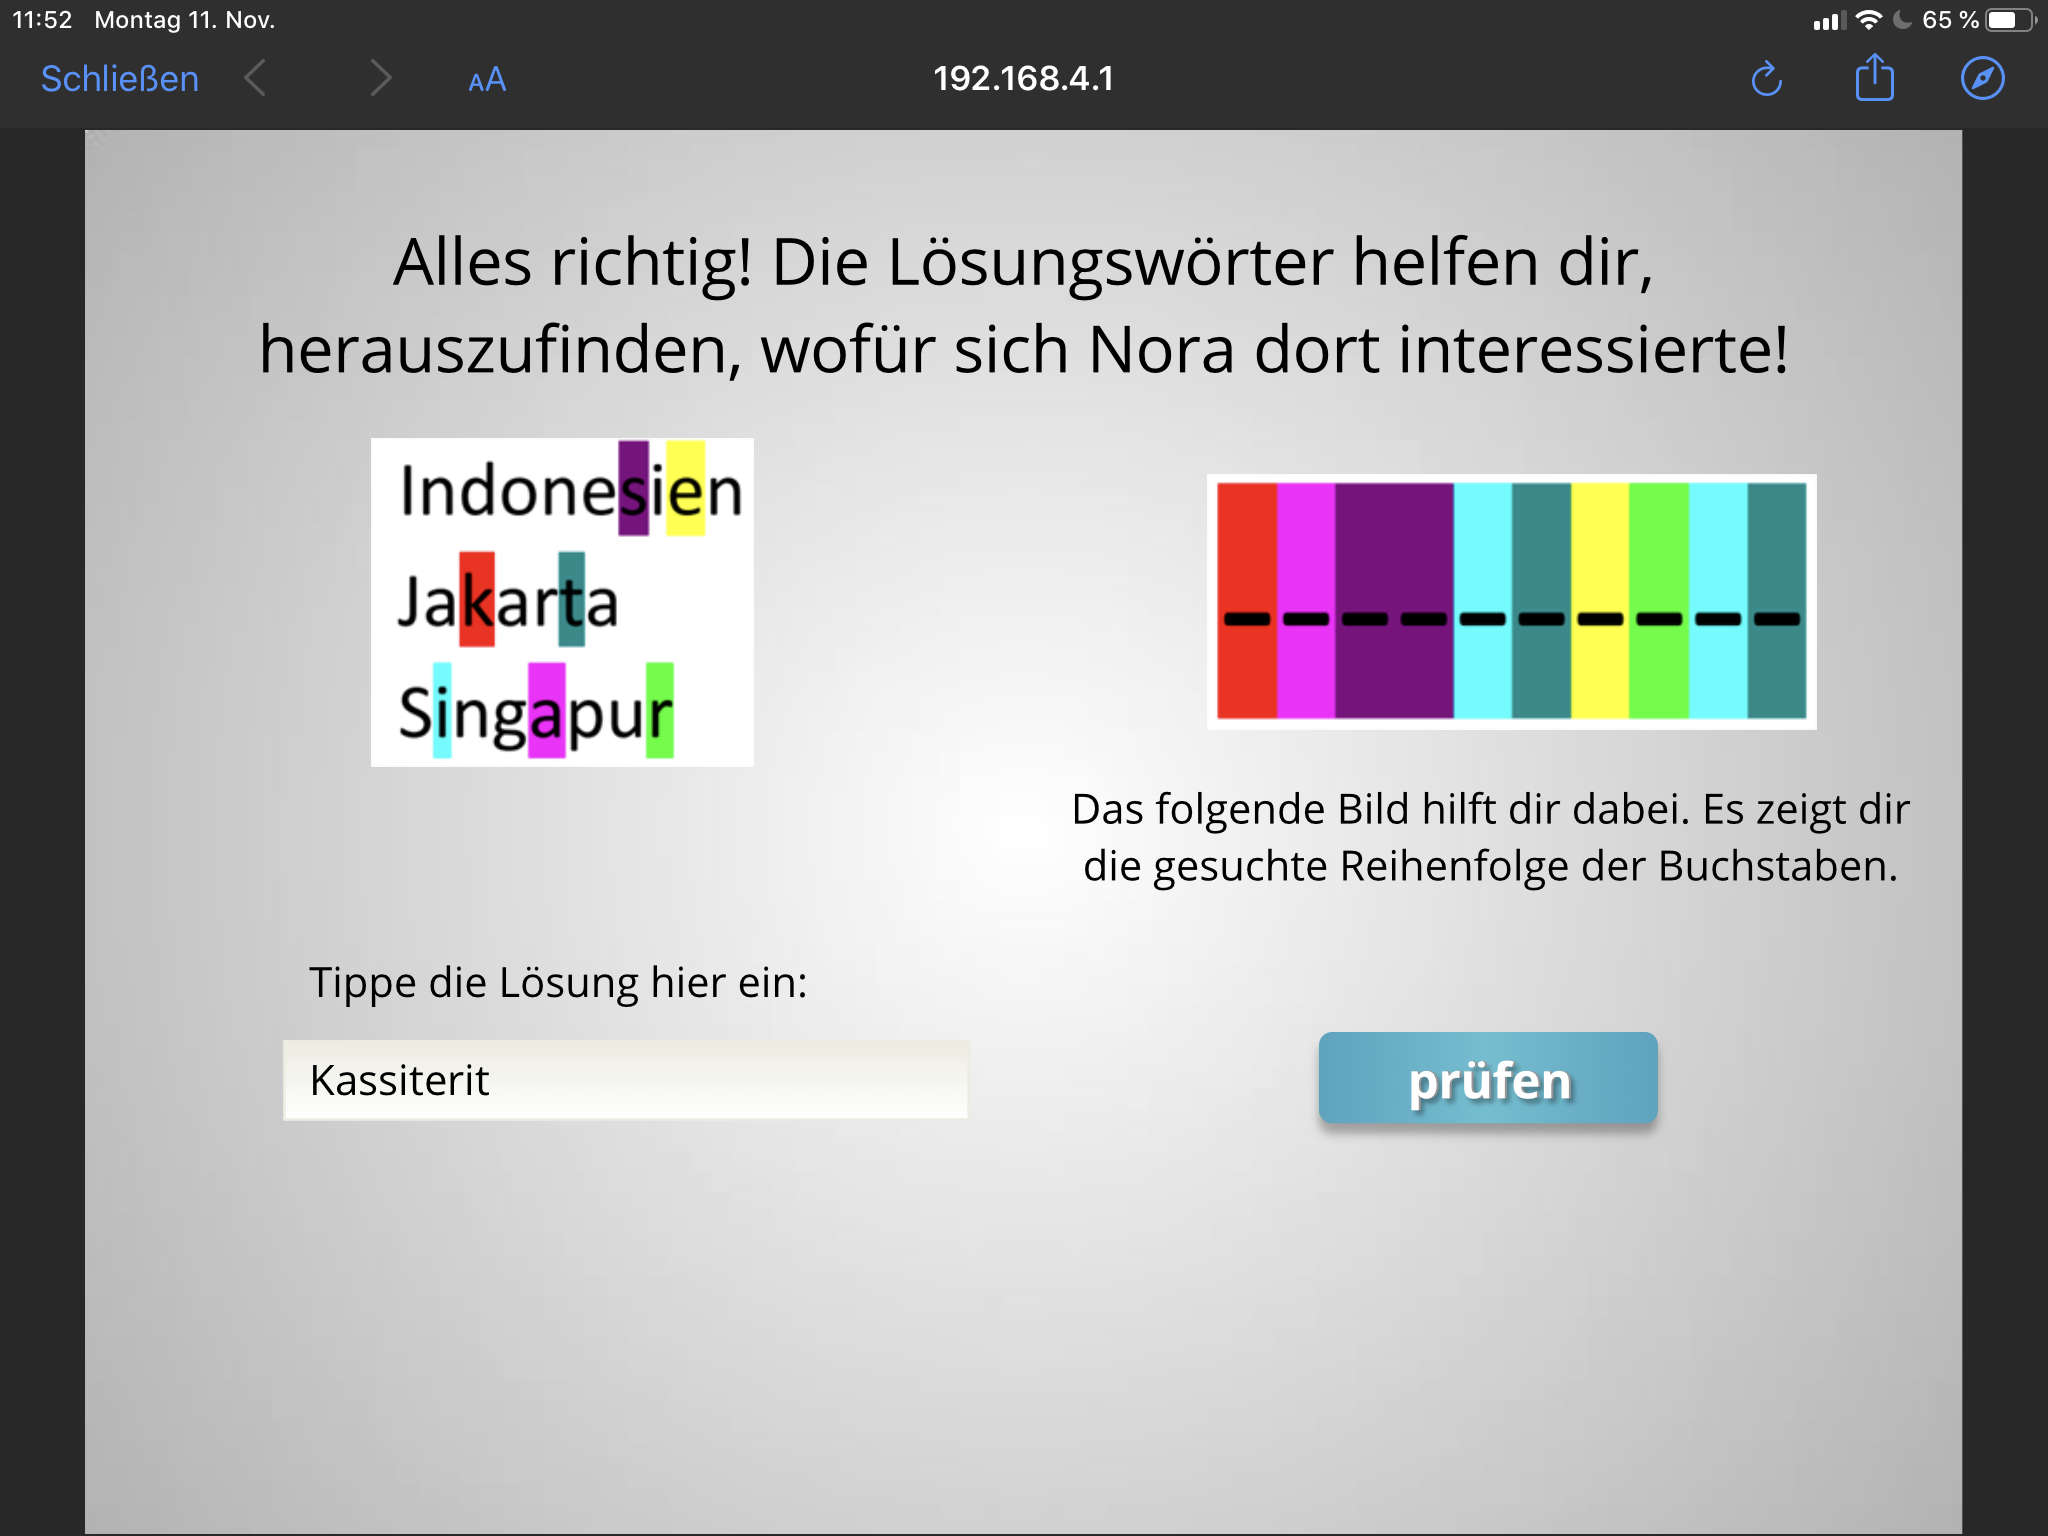 11:52 Montag 11. Nov.
65 %
Schließen
AA
192.168.4.1
Alles richtig! Die Lösungswörter helfen dir,
herauszufinden, wofür sich Nora dort interessierte!
Indonesien
Jakarta
Singapur
Das folgende Bild hilft dir dabei. Es zeigt dir
die gesuchte Reihenfolge der Buchstaben.
Tippe die Lösung hier ein:
Kassiterit
prüfen